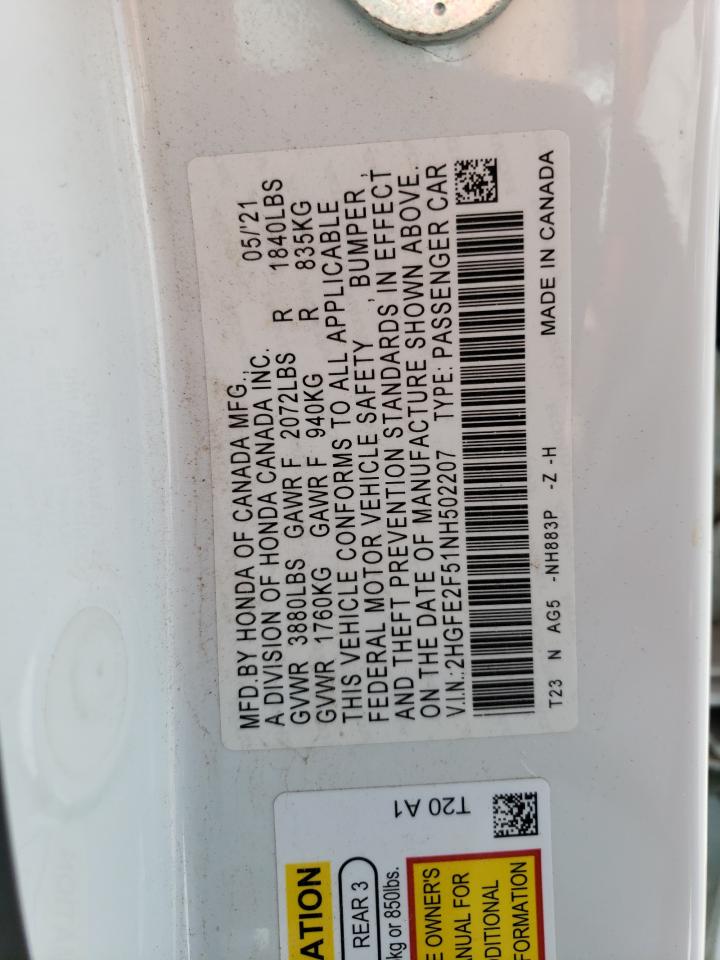 MFD.BY HONDA OF CANADA MFG., 05/'21
A DIVISION OF HONDA CANADA INC.
GVWR 3880LBS GAWR F 2072LBS R 1840LBS
GVWR 1760KG GAWR F 940KG R 835KG
THIS VEHICLE CONFORMS TO ALL APPLICABLE
FEDERAL MOTOR VEHICLE SAFETY , BUMPER ,
AND THEFT PREVENTION STANDARDS IN EFFECT
ON THE DATE OF MANUFACTURE SHOWN ABOVE.
V.I.N.:2HGFE2F51NH502207 TYPE: PASSENGER CAR
T23 N AG5 -NH883P -Z -H MADE IN CANADA
T20 A1
REAR 3
kg or 850lbs.
OWNER'S
FOR